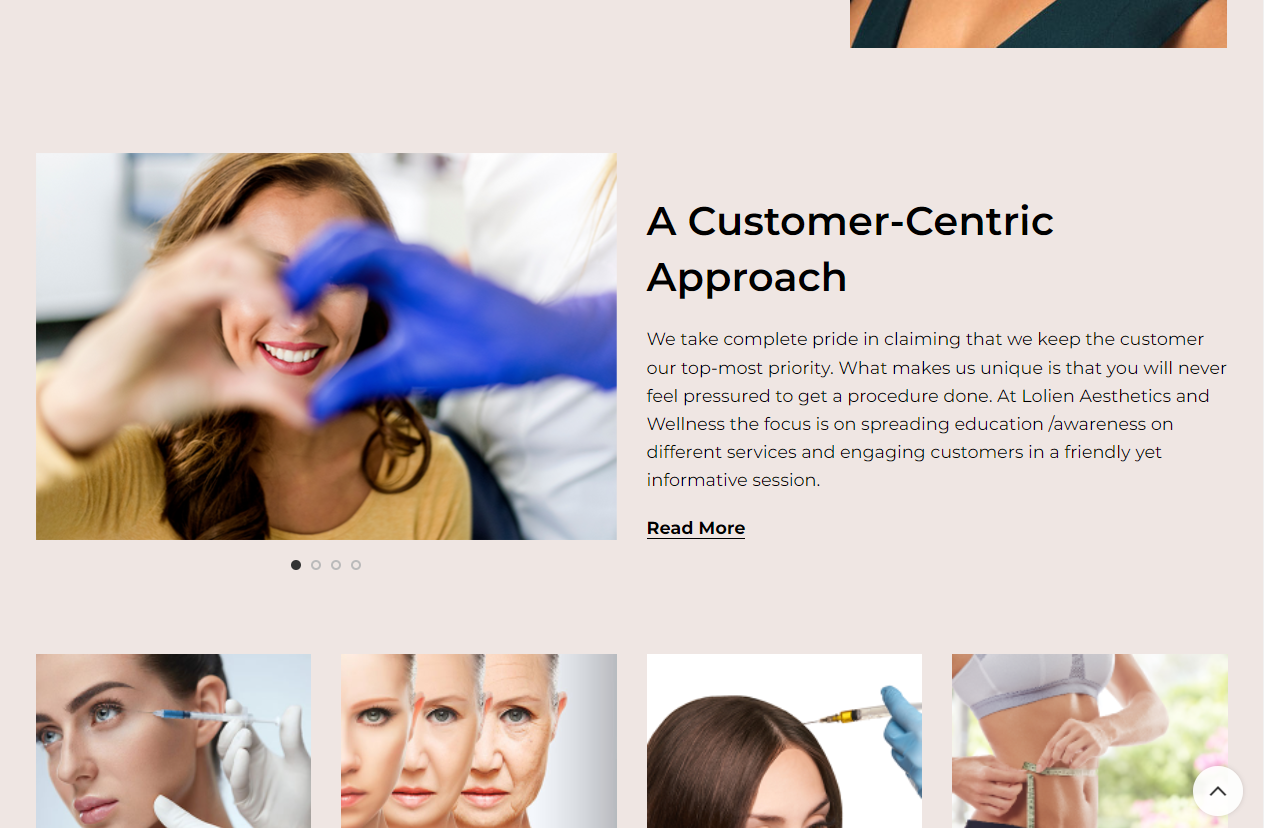 A Customer-Centric
Approach
We take complete pride in claiming that we keep the customer
our top-most priority. What makes us unique is that you will never
feel pressured to get a procedure done. At Lolien Aesthetics and
Wellness the focus is on spreading education /awareness on
different services and engaging customers in a friendly yet
informative session.
Read More